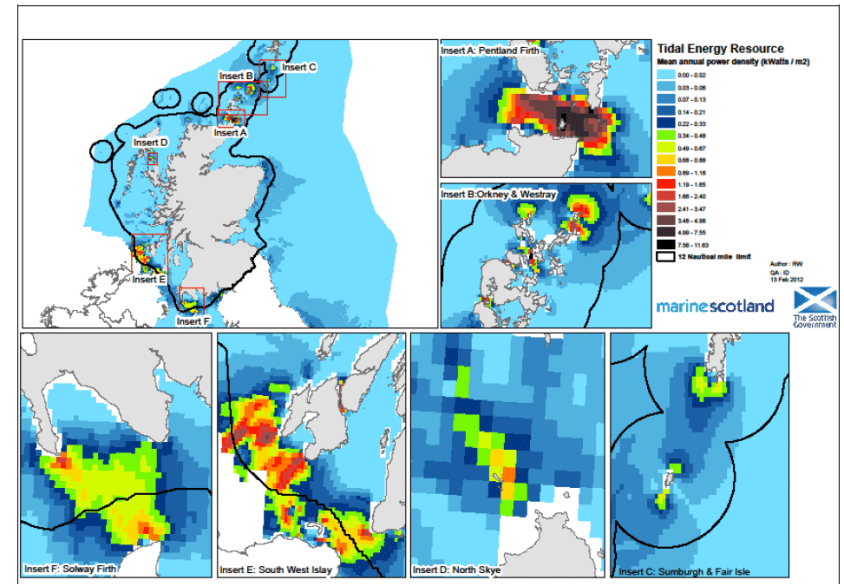 Insert B
Insert C
Insert A
Insert D
Insert E
Insert F
Insert A: Pentland Firth
Insert B:Orkney & Westray
Tidal Energy Resource
Mean annual power density (kWatts / m2)
0.00 - 0.02
0.03 - 0.06
0.07 - 0.13
0.14 - 0.21
0.22 - 0.33
0.34 - 0.48
0.49 - 0.67
0.68 - 0.88
0.89 - 1.18
1.19 - 1.65
1.66 - 2.40
2.41 - 3.47
3.48 - 4.98
4.99 - 7.55
7.56 - 11.63
12 Nautical mile limit
Author : RW
QA : ID
13 Feb 2012
marinescotland
The Scottish
Government
Insert F: Solway Firth
Insert E: South West Islay
Insert D: North Skye
Insert C: Sumburgh & Fair Isle